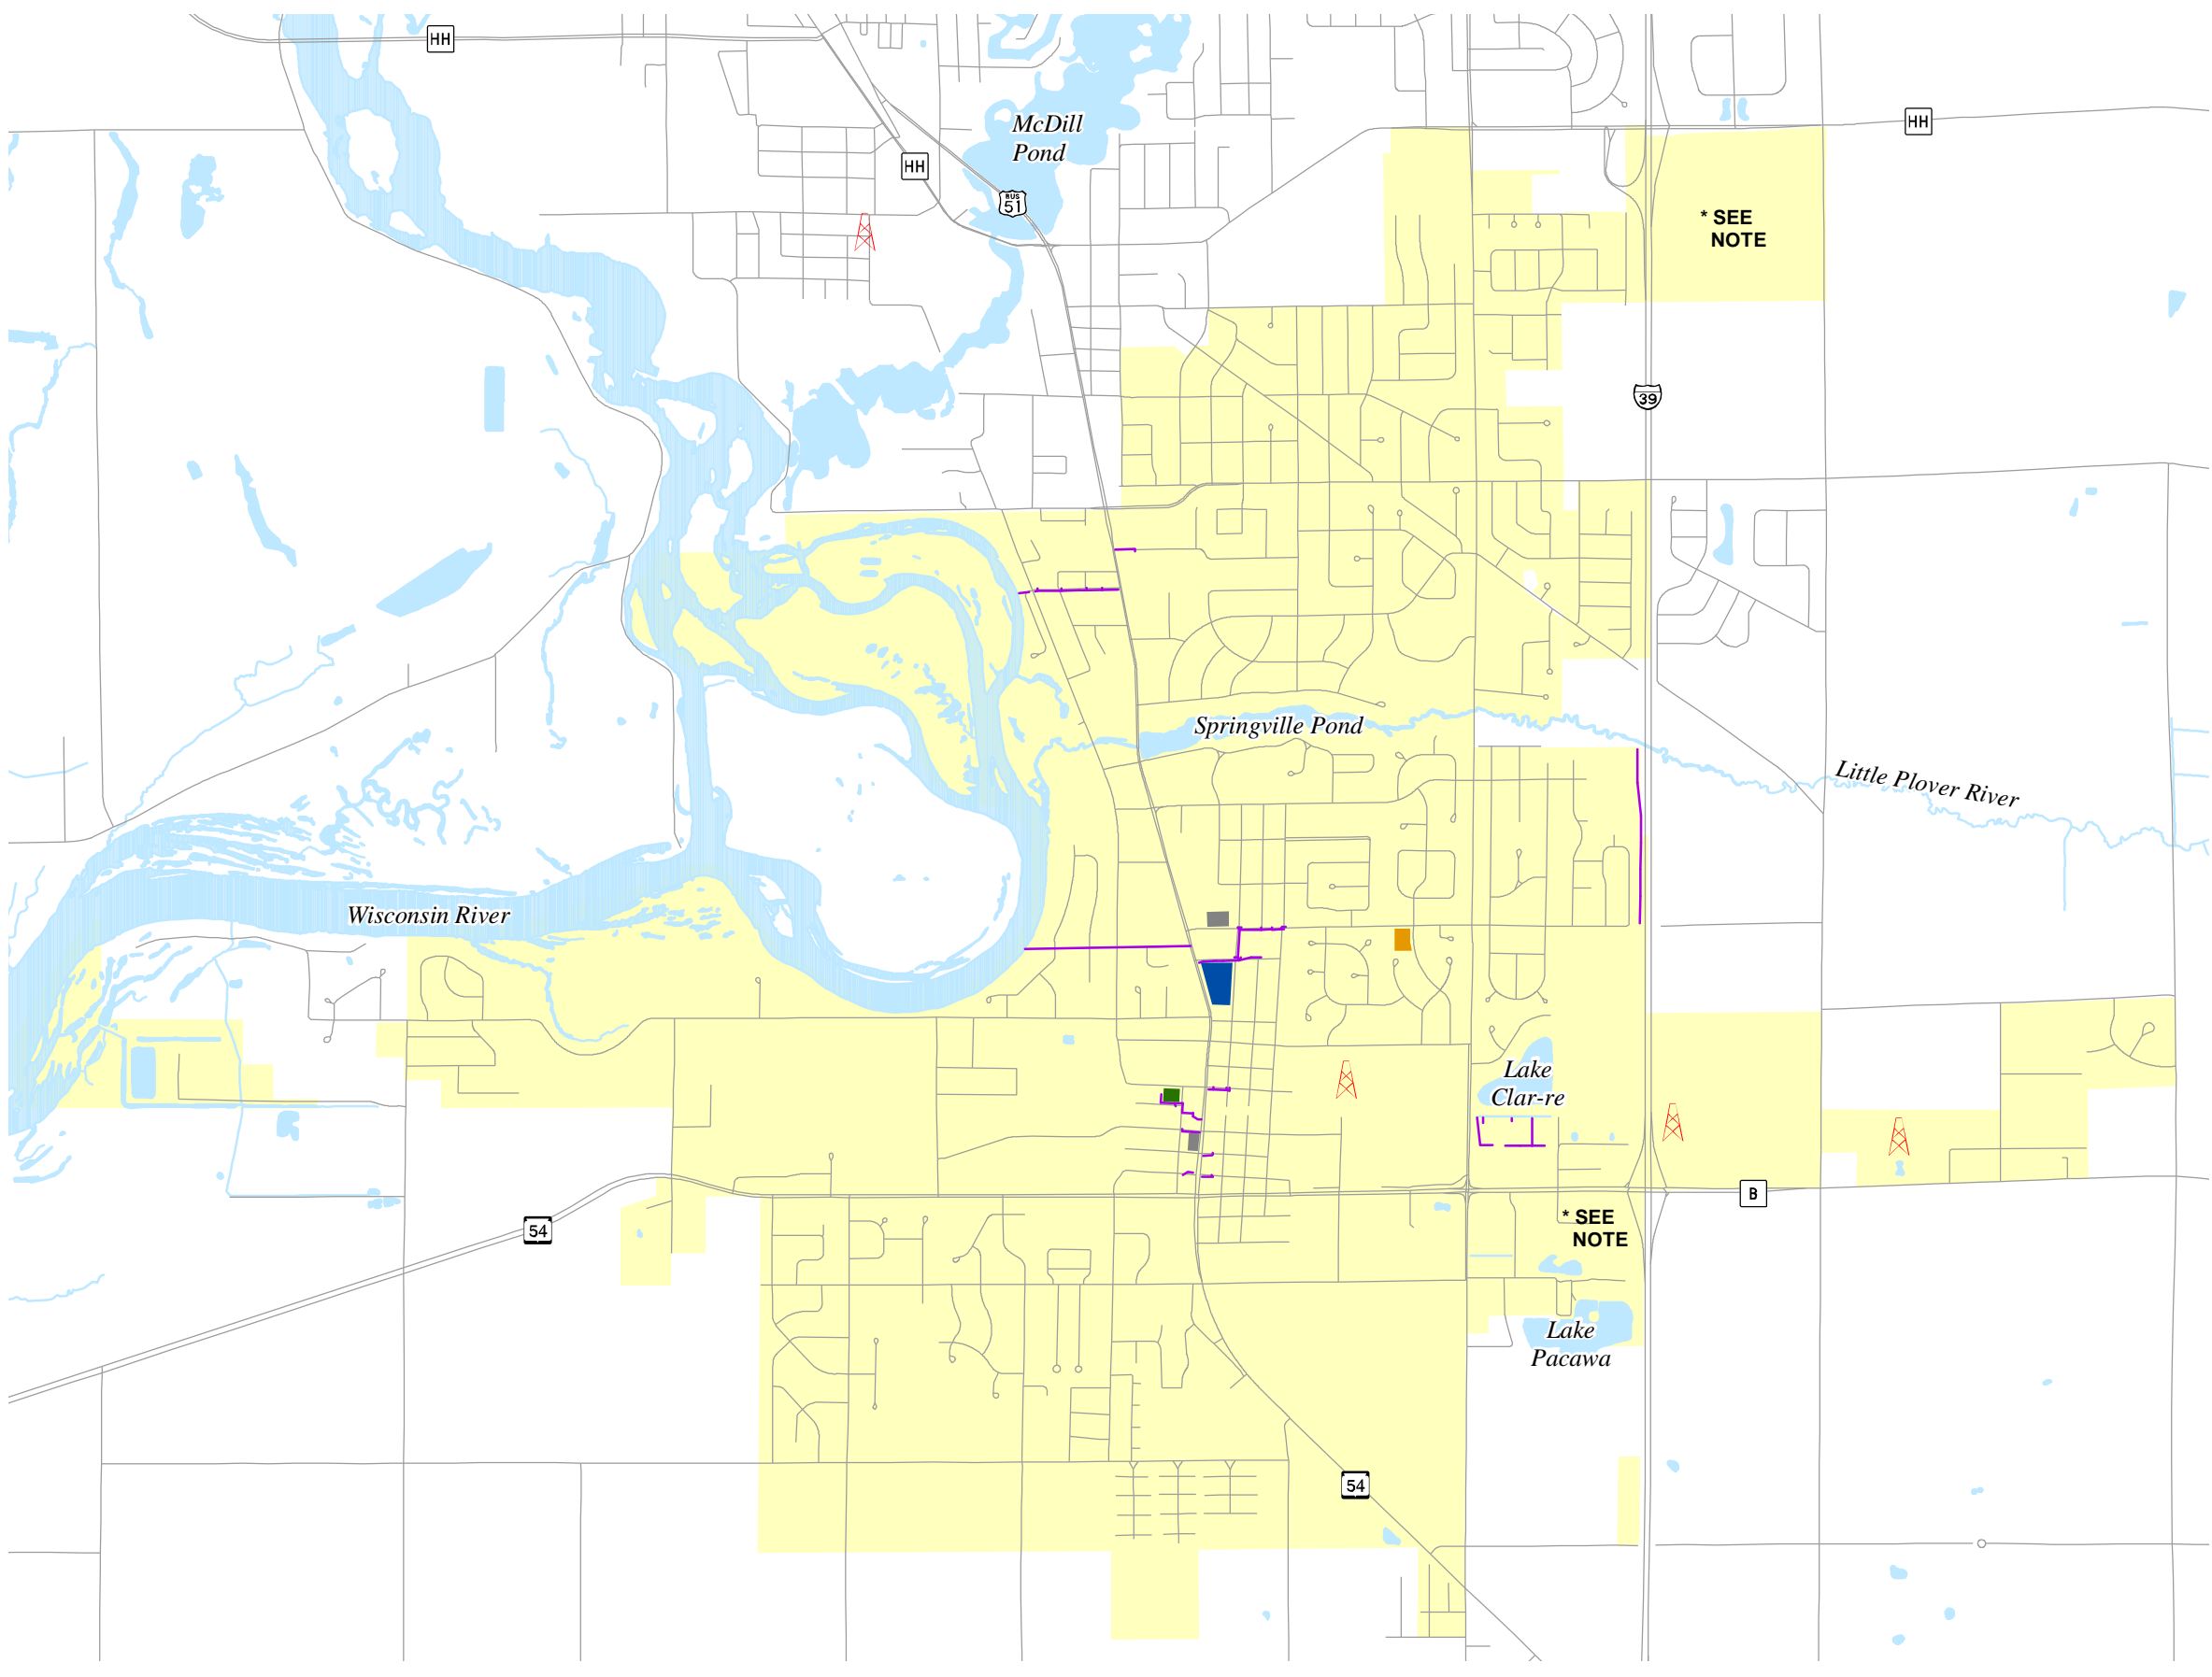 HH
McDill
Pond
HH
HH
BUS
51
* SEE
NOTE
39
Springville Pond
Little Plover River
Wisconsin River
Lake
Clar-re
B
54
* SEE
NOTE
Lake
Pacawa
54